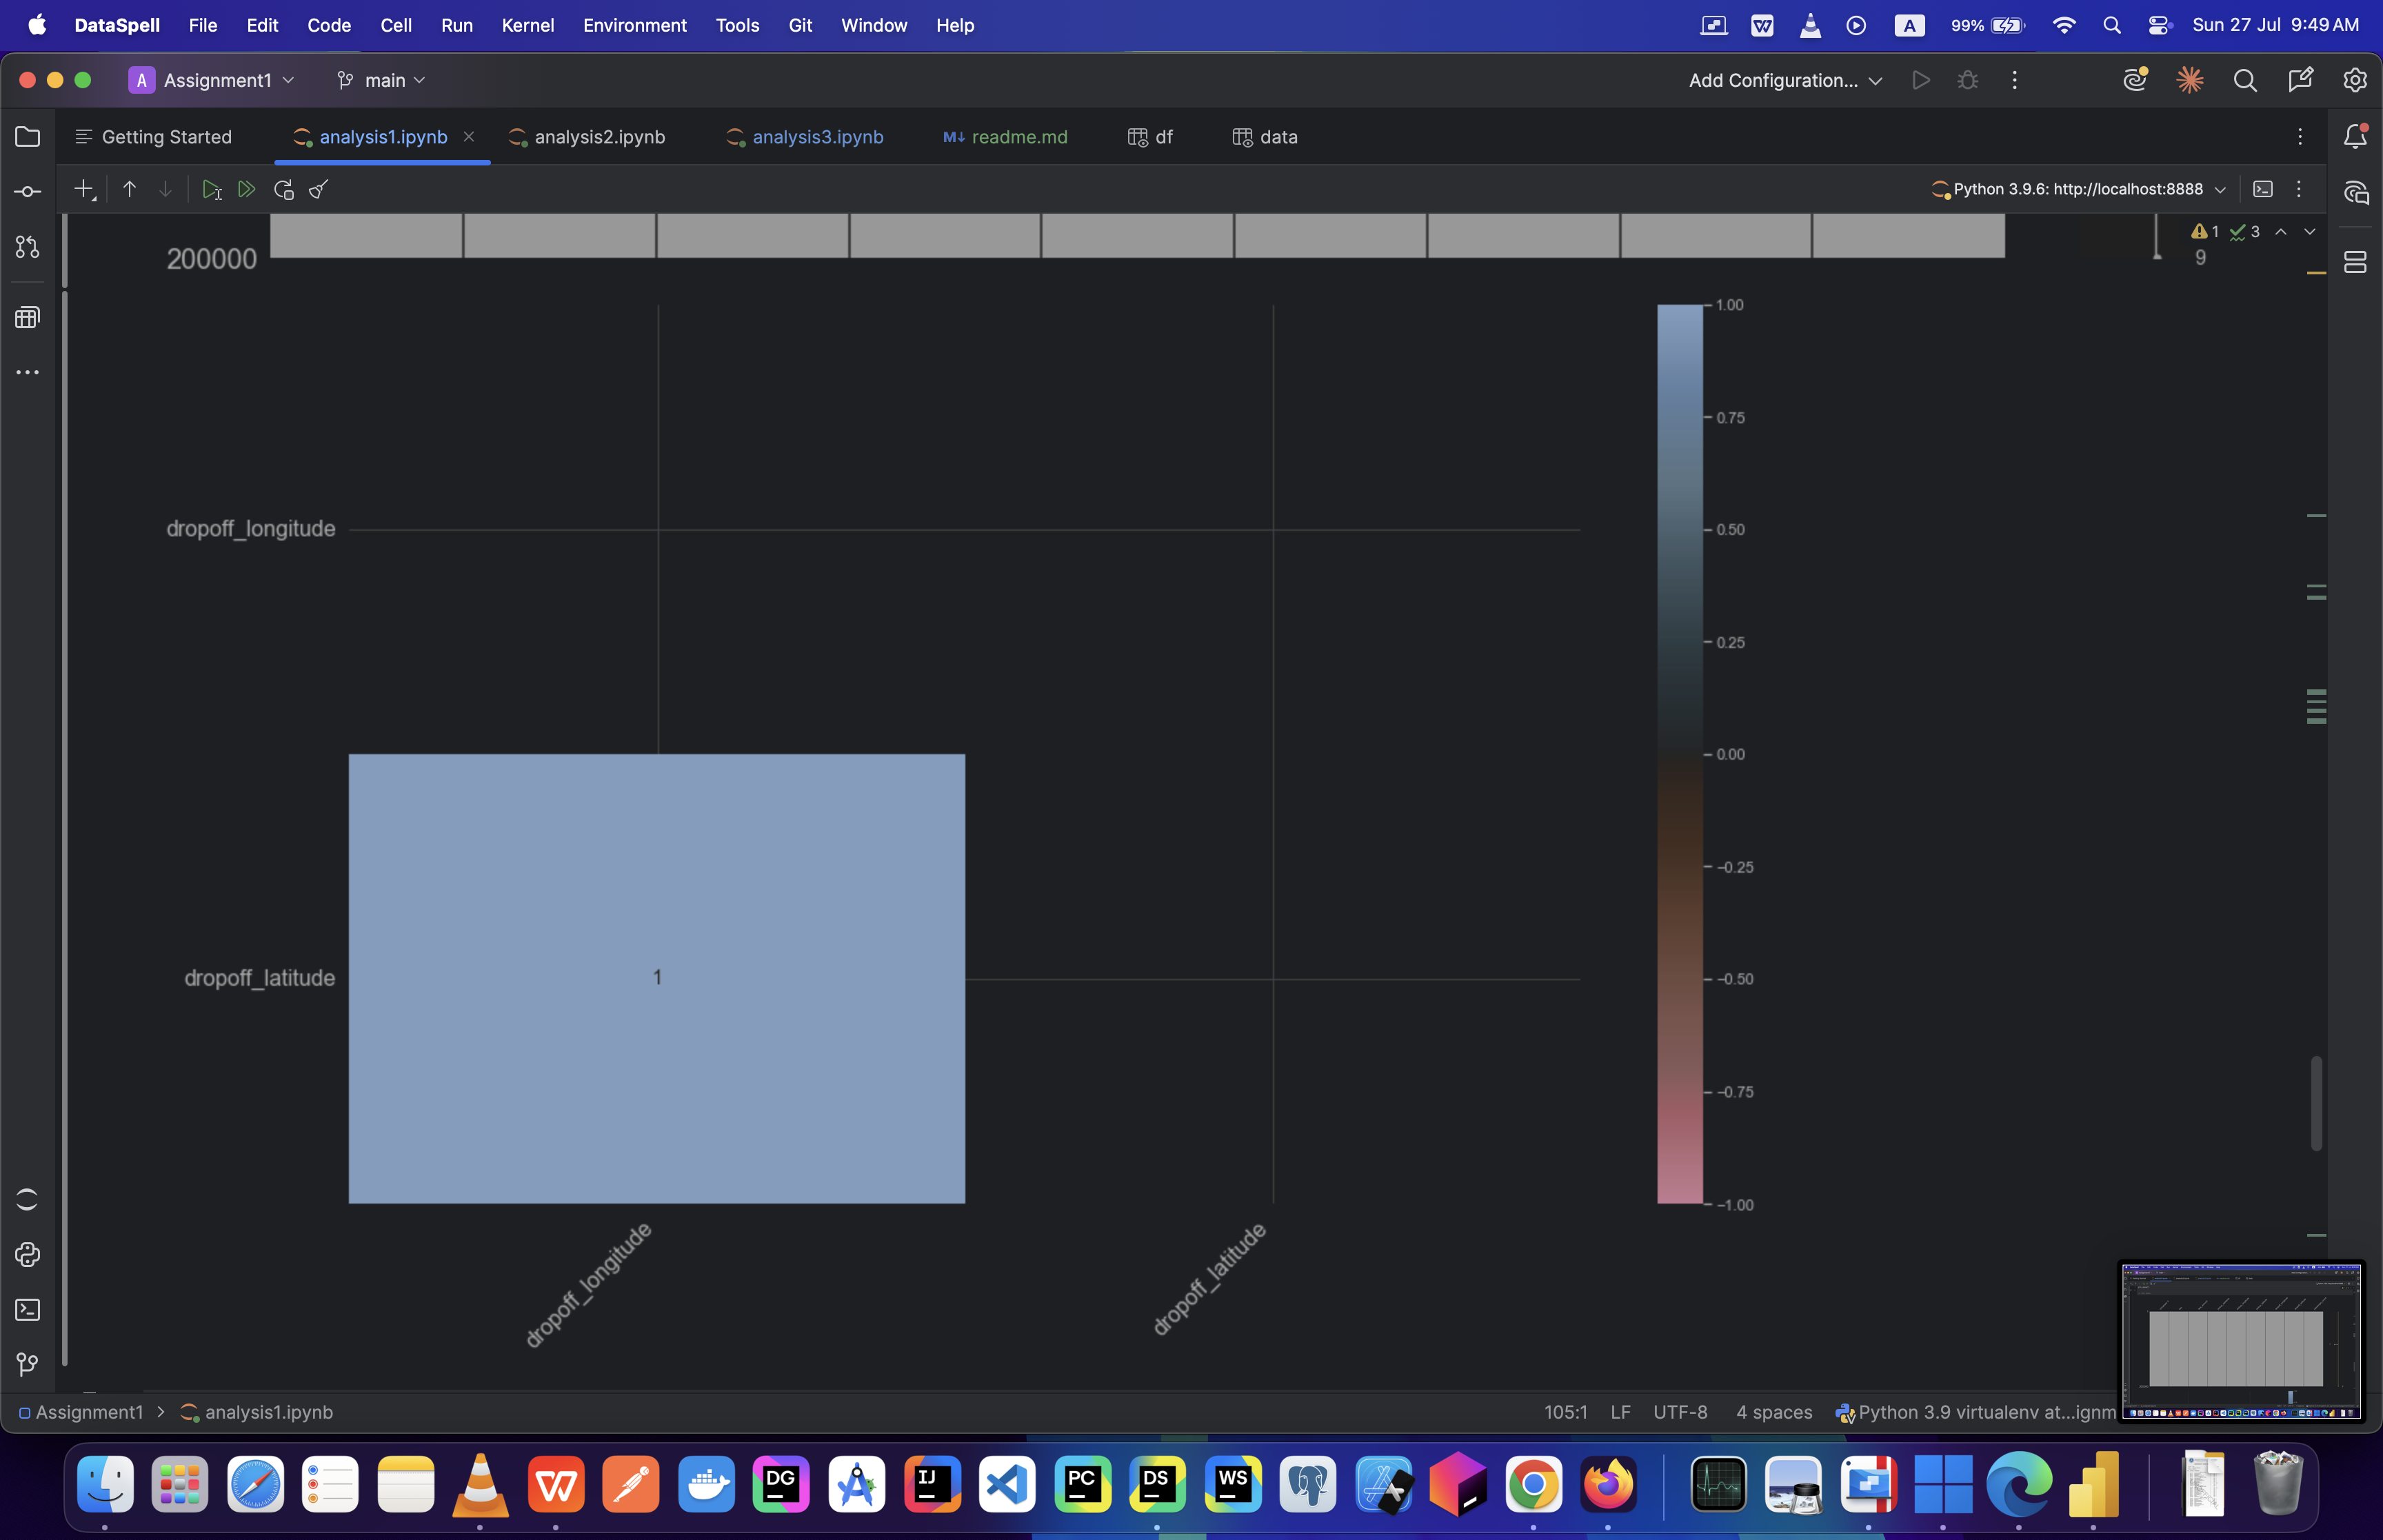 DataSpell File Edit Code Cell Run Kernel Environment Tools Git Window Help A 99% Sun 27 Jul 9:49 AM
A Assignment1 main Add Configuration...
Getting Started analysis1.ipynb analysis2.ipynb analysis3.ipynb M↓ readme.md df data
Python 3.9.6: http://localhost:8888
1 3
200000 9
1.00
0.75
dropoff_longitude 0.50
0.25
0.00
−0.25
dropoff_latitude 1 −0.50
−0.75
−1.00
dropoff_longitude dropoff_latitude
Assignment1 > analysis1.ipynb 105:1 LF UTF-8 4 spaces Python 3.9 virtualenv at...ignm
DG IJ PC DS WS